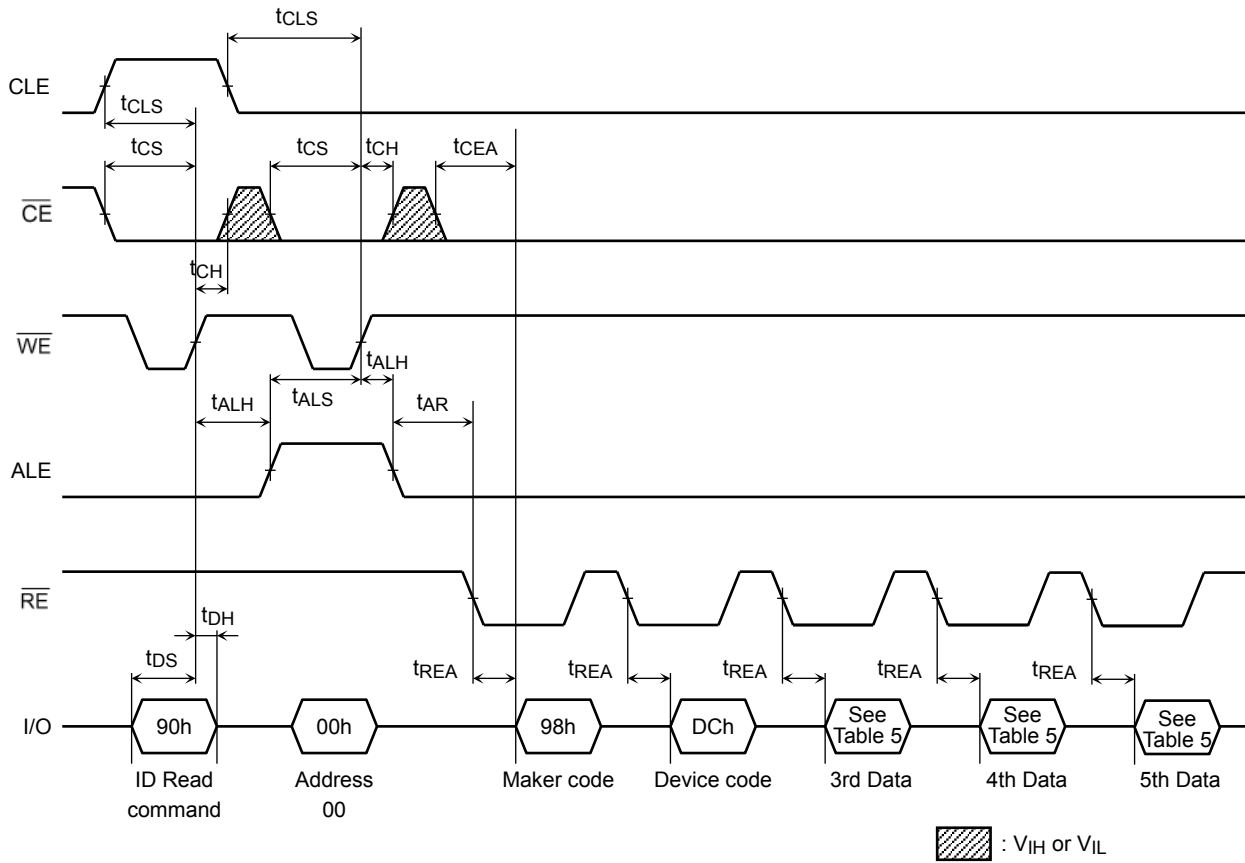 tCLS
CLE
tCLS
tCS
tCS
tCH
tCEA
CE
tCH
WE
tALH
tALH
tALS
tAR
ALE
RE
tDH
tDS
tREA
tREA
tREA
tREA
tREA
I/O
90h
00h
98h
DCh
See
Table 5
See
Table 5
See
Table 5
ID Read
command
Address
00
Maker code
Device code
3rd Data
4th Data
5th Data
: VIH or VIL